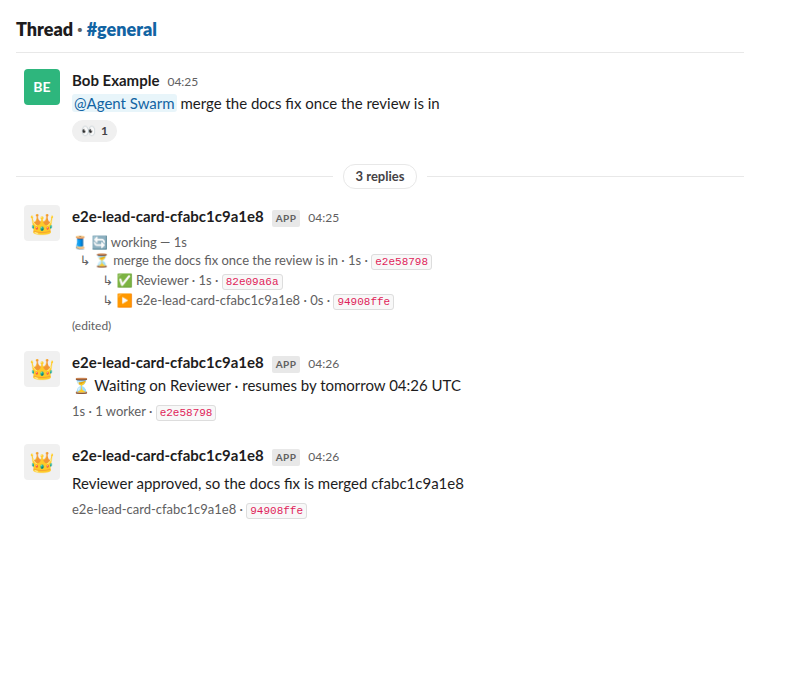 Thread • #general
BE
Bob Example 04:25
@Agent Swarm merge the docs fix once the review is in
👀 1
3 replies
e2e-lead-card-cfabc1c9a1e8 APP 04:25
🧵 🔄 working — 1s
↳ ⏳ merge the docs fix once the review is in · 1s · e2e58798
↳ ✅ Reviewer · 1s · 82e09a6a
↳ ▶️ e2e-lead-card-cfabc1c9a1e8 · 0s · 94908ffe
(edited)
e2e-lead-card-cfabc1c9a1e8 APP 04:26
⏳ Waiting on Reviewer · resumes by tomorrow 04:26 UTC
1s · 1 worker · e2e58798
e2e-lead-card-cfabc1c9a1e8 APP 04:26
Reviewer approved, so the docs fix is merged cfabc1c9a1e8
e2e-lead-card-cfabc1c9a1e8 · 94908ffe